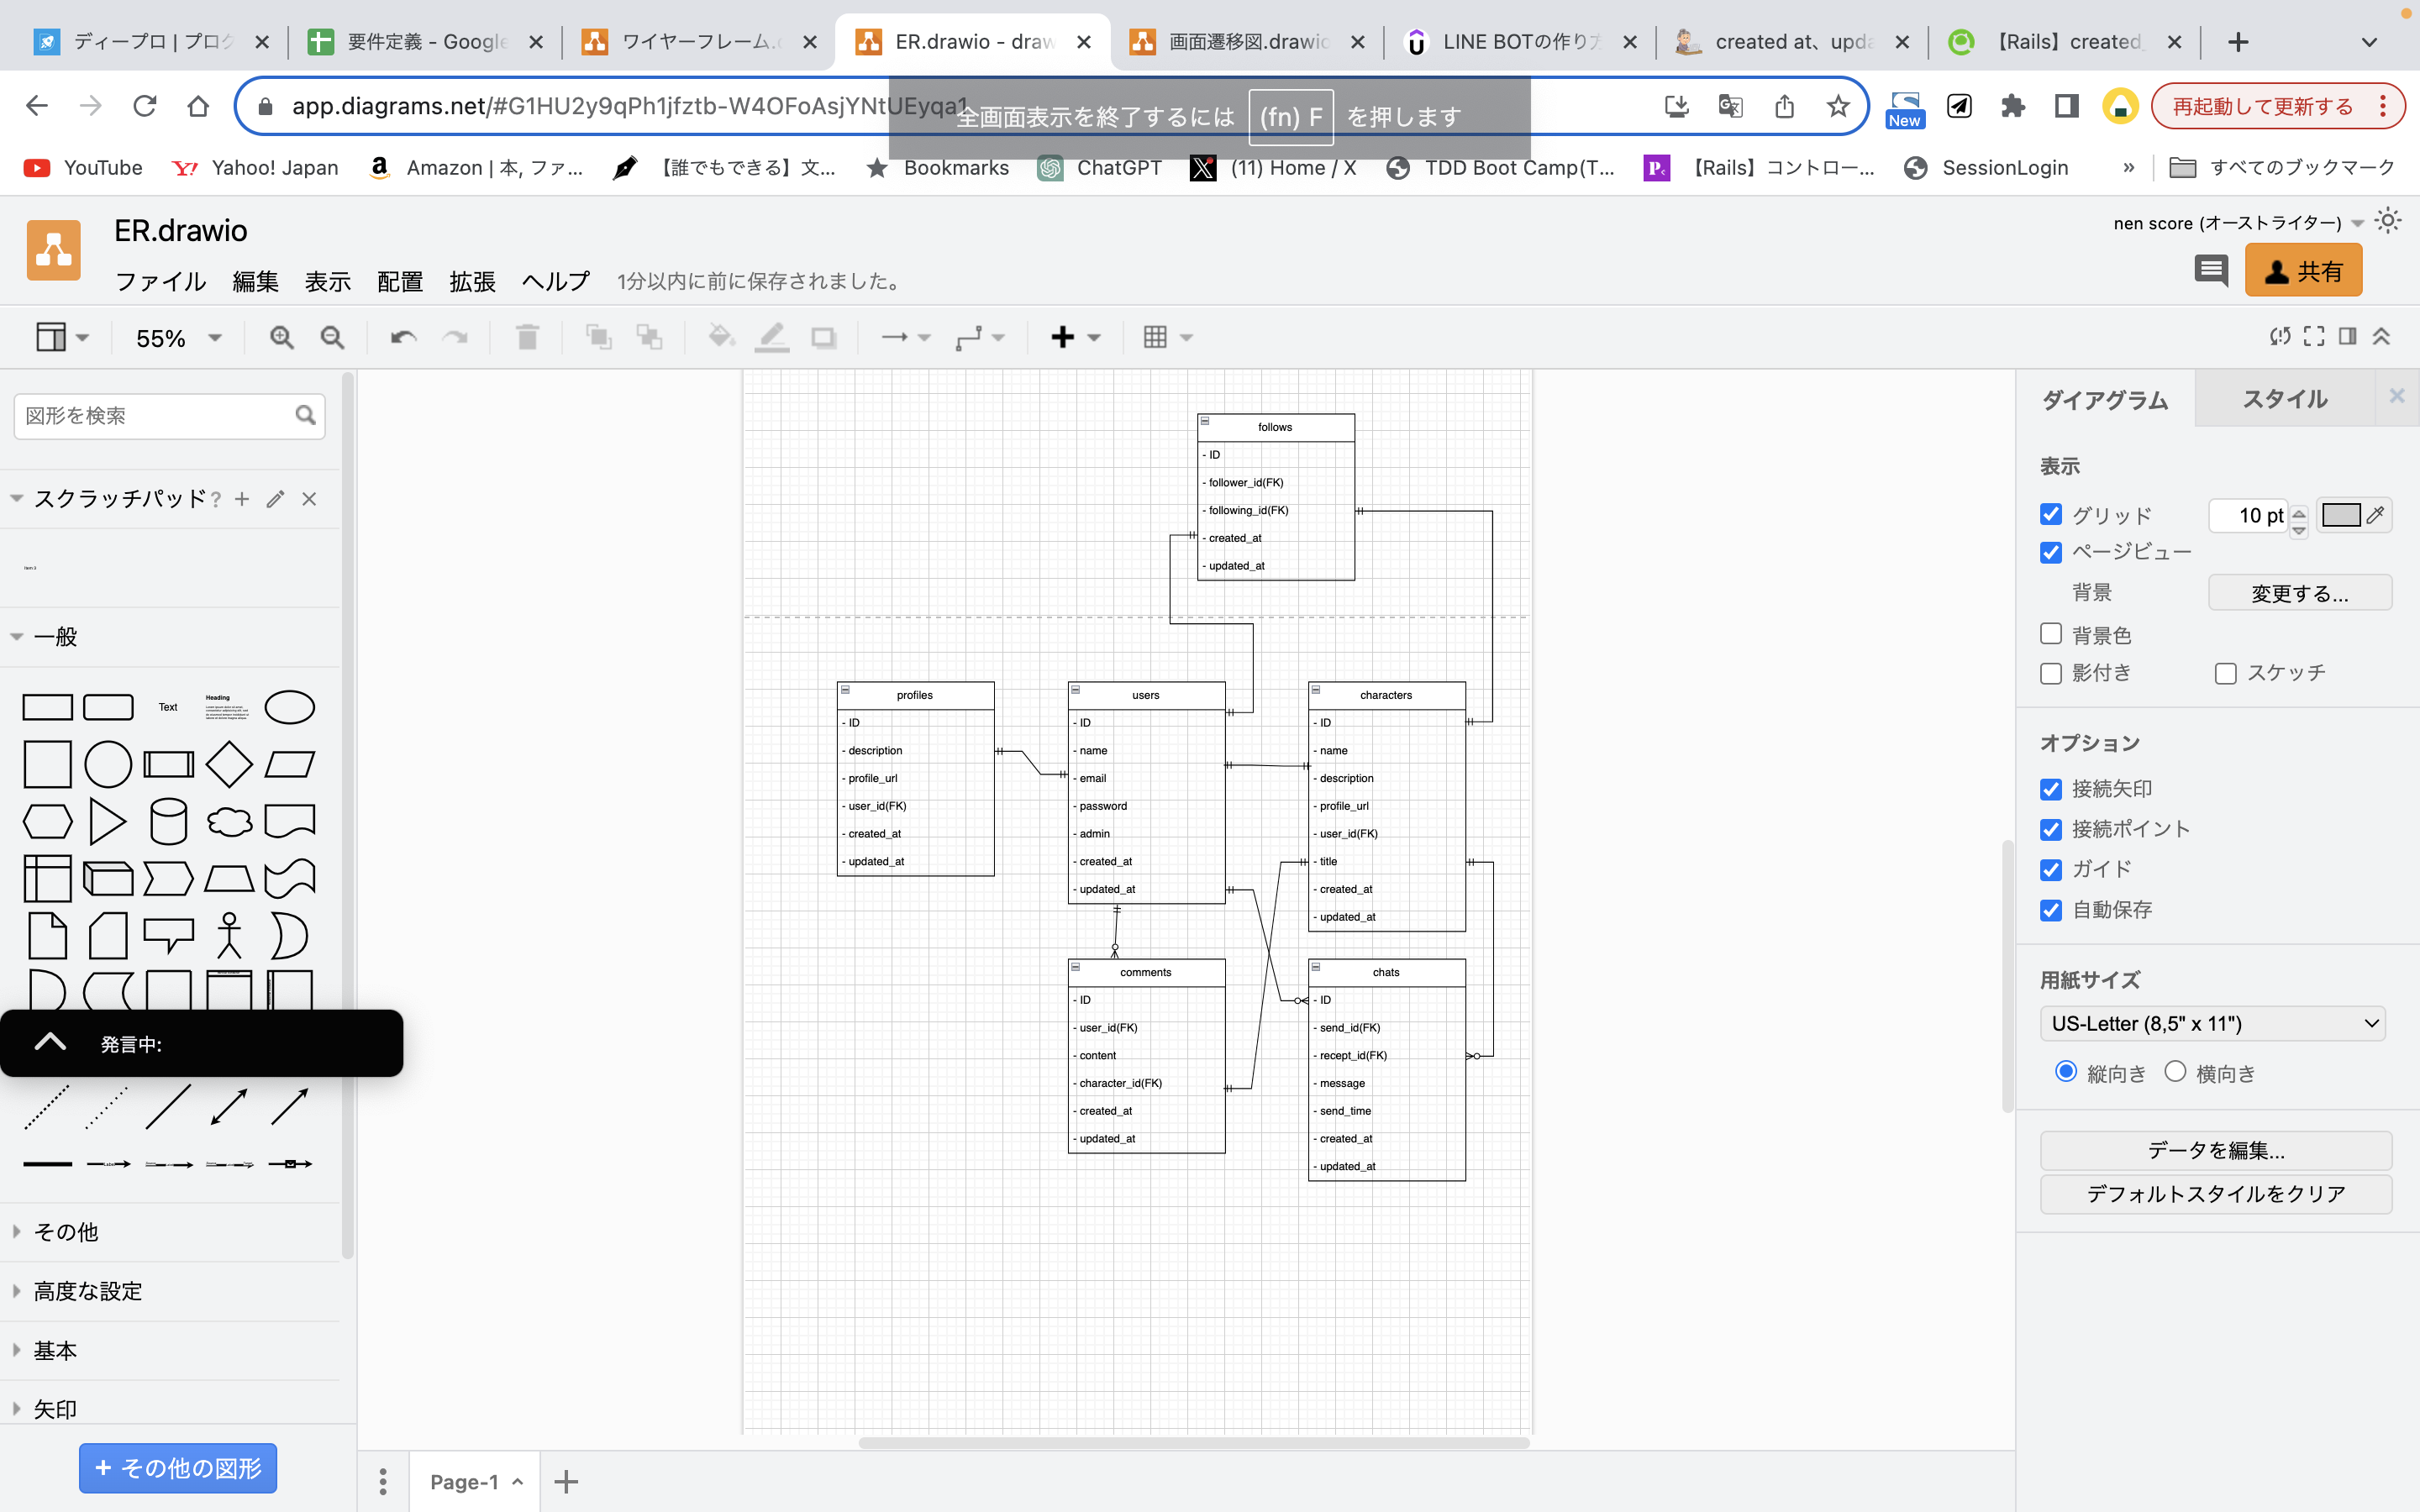 ディープロ | プログ
要件定義 - Google
ワイヤーフレーム.d
ER.drawio - draw
画面遷移図.drawio
LINE BOTの作り方
created at、upda
【Rails】created_
app.diagrams.net/#G1HU2y9qPh1jfztb-W4OFoAsjYNtUEyqa1
全画面表示を終了するには (fn) F を押します
New
再起動して更新する
YouTube
Yahoo! Japan
Amazon | 本, ファ...
【誰でもできる】文...
Bookmarks
ChatGPT
(11) Home / X
TDD Boot Camp(T...
【Rails】コントロー...
SessionLogin
»
すべてのブックマーク
ER.drawio
nen score (オーストライター)
ファイル 編集 表示 配置 拡張 ヘルプ 1分以内に前に保存されました。
共有
55%
図形を検索
スクラッチパッド ?
Item 3
一般
Text
Heading
発言中:
その他
高度な設定
基本
矢印
+ その他の図形
follows
- ID
- follower_id(FK)
- following_id(FK)
- created_at
- updated_at
profiles
- ID
- description
- profile_url
- user_id(FK)
- created_at
- updated_at
users
- ID
- name
- email
- password
- admin
- created_at
- updated_at
characters
- ID
- name
- description
- profile_url
- user_id(FK)
- title
- created_at
- updated_at
comments
- ID
- user_id(FK)
- content
- character_id(FK)
- created_at
- updated_at
chats
- ID
- send_id(FK)
- recept_id(FK)
- message
- send_time
- created_at
- updated_at
Page-1
ダイアグラム
スタイル
表示
グリッド
10 pt
ページビュー
背景
変更する...
背景色
影付き
スケッチ
オプション
接続矢印
接続ポイント
ガイド
自動保存
用紙サイズ
US-Letter (8,5" x 11")
縦向き
横向き
データを編集...
デフォルトスタイルをクリア